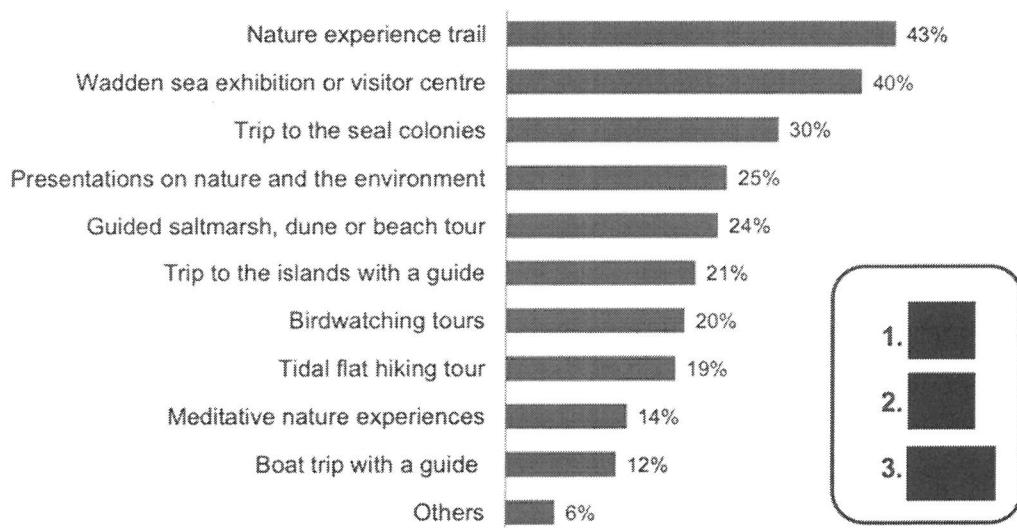 Nature experience trail 43%
Wadden sea exhibition or visitor centre 40%
Trip to the seal colonies 30%
Presentations on nature and the environment 25%
Guided saltmarsh, dune or beach tour 24%
Trip to the islands with a guide 21%
Birdwatching tours 20%
Tidal flat hiking tour 19%
Meditative nature experiences 14%
Boat trip with a guide 12%
Others 6%
1.
2.
3.